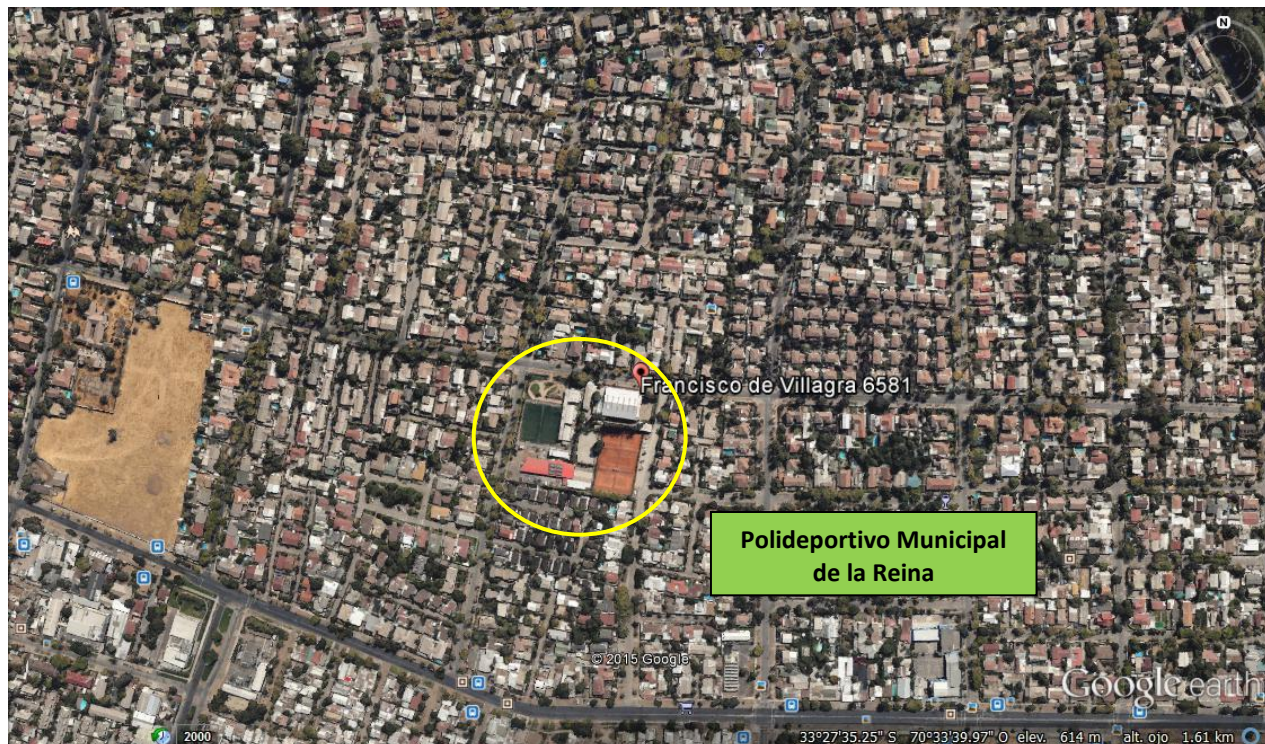 N
Francisco de Villagra 6581
Polideportivo Municipal
de la Reina
© 2015 Google
Google earth
2000
33°27'35.25" S 70°33'39.97" O elev. 614 m alt. ojo 1.61 km